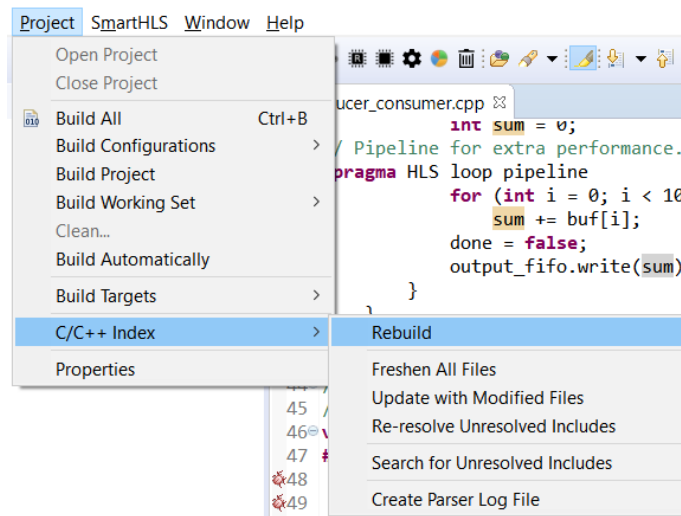 Project SmartHLS Window Help
Open Project
Close Project
Build All Ctrl+B
Build Configurations
Build Project
Build Working Set
Clean...
Build Automatically
Build Targets
C/C++ Index
Properties
Rebuild
Freshen All Files
Update with Modified Files
Re-resolve Unresolved Includes
Search for Unresolved Includes
Create Parser Log File
ucer_consumer.cpp
int sum = 0;
/ Pipeline for extra performance.
pragma HLS loop pipeline
for (int i = 0; i < 10
sum += buf[i];
done = false;
output_fifo.write(sum)
}
}
44 /
45 /
46 v
47 #
48
49